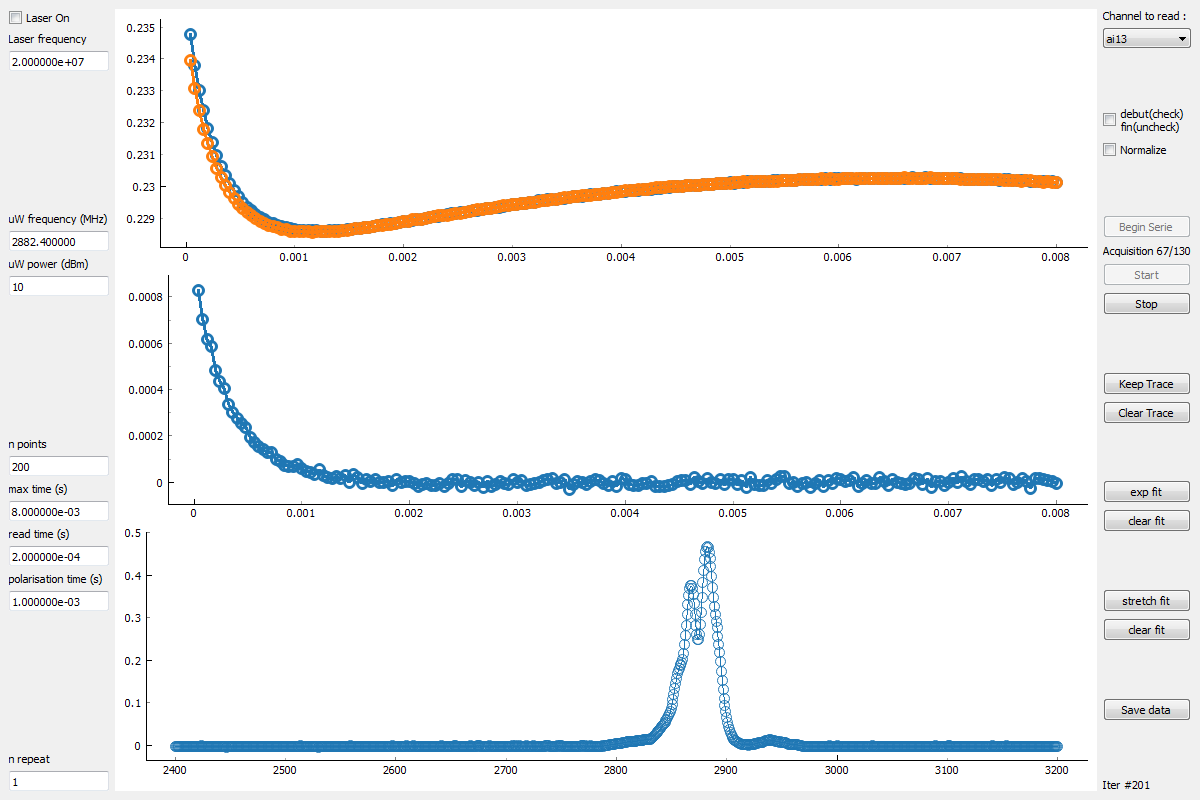 Laser On
Laser frequency
2.000000e+07
uW frequency (MHz)
2882.400000
uW power (dBm)
10
n points
200
max time (s)
8.000000e-03
read time (s)
2.000000e-04
polarisation time (s)
1.000000e-03
n repeat
1
0.235
0.234
0.233
0.232
0.231
0.23
0.229
0 0.001 0.002 0.003 0.004 0.005 0.006 0.007 0.008
0.0008
0.0006
0.0004
0.0002
0
0 0.001 0.002 0.003 0.004 0.005 0.006 0.007 0.008
0.5
0.4
0.3
0.2
0.1
0
2400 2500 2600 2700 2800 2900 3000 3100 3200
Channel to read :
ai13
debut(check)
fin(uncheck)
Normalize
Begin Serie
Acquisition 67/130
Start
Stop
Keep Trace
Clear Trace
exp fit
clear fit
stretch fit
clear fit
Save data
Iter #201